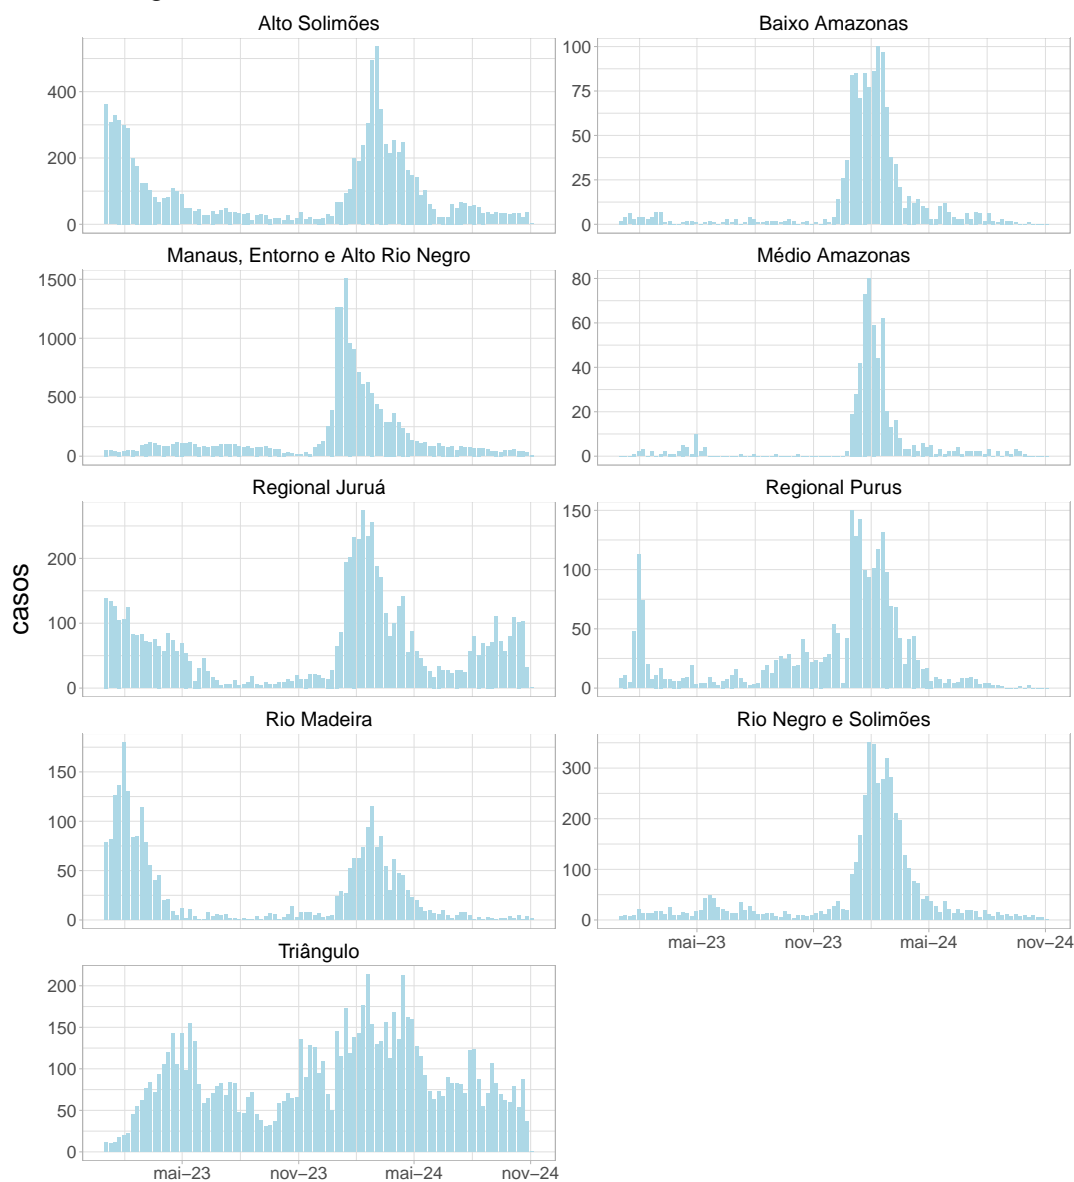 Alto Solimões
Baixo Amazonas
400
200
0
100
75
50
25
0
Manaus, Entorno e Alto Rio Negro
Médio Amazonas
1500
1000
500
0
80
60
40
20
0
Regional Juruá
Regional Purus
200
100
0
150
100
50
0
casos
Rio Madeira
Rio Negro e Solimões
150
100
50
0
300
200
100
0
mai–23
nov–23
mai–24
nov–24
Triângulo
200
150
100
50
0
mai–23
nov–23
mai–24
nov–24